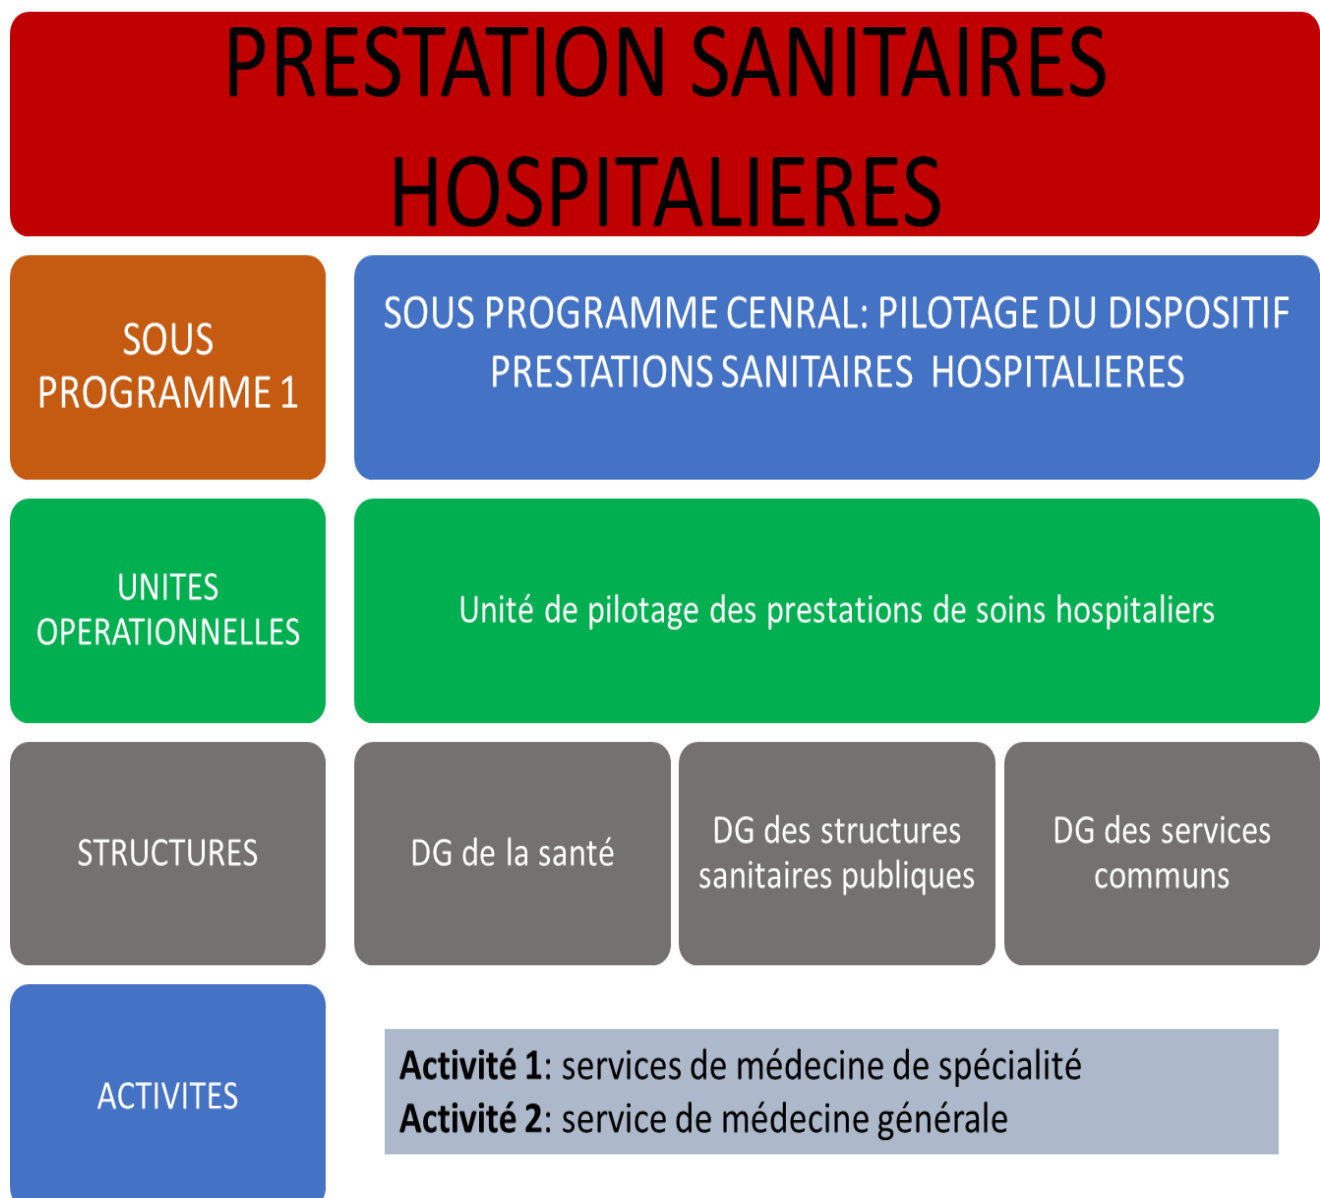 PRESTATION SANITAIRES
HOSPITALIERES
SOUS
PROGRAMME 1
SOUS PROGRAMME CENRAL: PILOTAGE DU DISPOSITIF
PRESTATIONS SANITAIRES HOSPITALIERES
UNITES
OPERATIONNELLES
Unité de pilotage des prestations de soins hospitaliers
STRUCTURES
DG de la santé
DG des structures
sanitaires publiques
DG des services
communs
ACTIVITES
Activité 1: services de médecine de spécialité
Activité 2: service de médecine générale